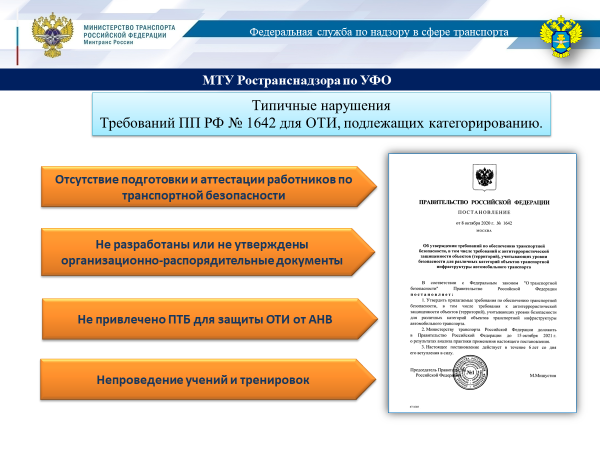 МИНИСТЕРСТВО ТРАНСПОРТА
РОССИЙСКОЙ ФЕДЕРАЦИИ
Минтранс России
Федеральная служба по надзору в сфере транспорта
МТУ Ространснадзора по УФО
Типичные нарушения
Требований ПП РФ № 1642 для ОТИ, подлежащих категорированию.
Отсутствие подготовки и аттестации работников по
транспортной безопасности
Не разработаны или не утверждены
организационно-распорядительные документы
Не привлечено ПТБ для защиты ОТИ от АНВ
Непроведение учений и тренировок
ПРАВИТЕЛЬСТВО РОССИЙСКОЙ ФЕДЕРАЦИИ
ПОСТАНОВЛЕНИЕ
от 8 октября 2020 г. № 1642
МОСКВА
Об утверждении требований по обеспечению транспортной
безопасности, в том числе требований к антитеррористической
защищенности объектов (территорий), учитывающих уровни
безопасности для различных категорий объектов транспортной
инфраструктуры автомобильного транспорта
В соответствии с Федеральным законом "О транспортной
безопасности" Правительство Российской Федерации
постановляет:
1. Утвердить прилагаемые требования по обеспечению транспортной
безопасности, в том числе требования к антитеррористической
защищенности объектов (территорий), учитывающие уровни безопасности
для различных категорий объектов транспортной инфраструктуры
автомобильного транспорта.
2. Министерству транспорта Российской Федерации доложить
в Правительство Российской Федерации до 15 октября 2021 г.
о результатах анализа практики применения настоящего постановления.
3. Настоящее постановление действует в течение 6 лет со дня
его вступления в силу.
Председатель Правительства
Российской Федерации
М.Мишустин